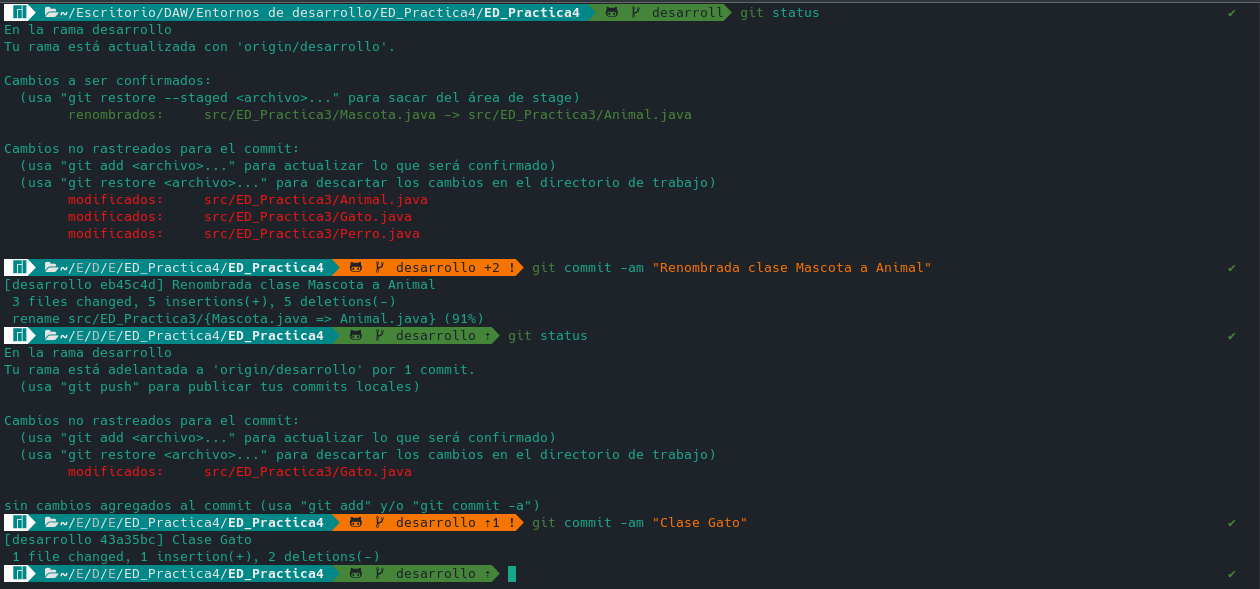 ~/Escritorio/DAW/Entornos de desarrollo/ED_Practica4/ED_Practica4 desarroll git status ✔
En la rama desarrollo
Tu rama está actualizada con 'origin/desarrollo'.
Cambios a ser confirmados:
(usa "git restore --staged <archivo>..." para sacar del área de stage)
renombrados: src/ED_Practica3/Mascota.java -> src/ED_Practica3/Animal.java
Cambios no rastreados para el commit:
(usa "git add <archivo>..." para actualizar lo que será confirmado)
(usa "git restore <archivo>..." para descartar los cambios en el directorio de trabajo)
modificados: src/ED_Practica3/Animal.java
modificados: src/ED_Practica3/Gato.java
modificados: src/ED_Practica3/Perro.java
~/E/D/E/ED_Practica4/ED_Practica4 desarrollo +2 ! git commit -am "Renombrada clase Mascota a Animal" ✔
[desarrollo eb45c4d] Renombrada clase Mascota a Animal
3 files changed, 5 insertions(+), 5 deletions(-)
rename src/ED_Practica3/{Mascota.java => Animal.java} (91%)
~/E/D/E/ED_Practica4/ED_Practica4 desarrollo ⇡ git status ✔
En la rama desarrollo
Tu rama está adelantada a 'origin/desarrollo' por 1 commit.
(usa "git push" para publicar tus commits locales)
Cambios no rastreados para el commit:
(usa "git add <archivo>..." para actualizar lo que será confirmado)
(usa "git restore <archivo>..." para descartar los cambios en el directorio de trabajo)
modificados: src/ED_Practica3/Gato.java
sin cambios agregados al commit (usa "git add" y/o "git commit -a")
~/E/D/E/ED_Practica4/ED_Practica4 desarrollo ⇡1 ! git commit -am "Clase Gato" ✔
[desarrollo 43a35bc] Clase Gato
1 file changed, 1 insertion(+), 2 deletions(-)
~/E/D/E/ED_Practica4/ED_Practica4 desarrollo ⇡ ✔